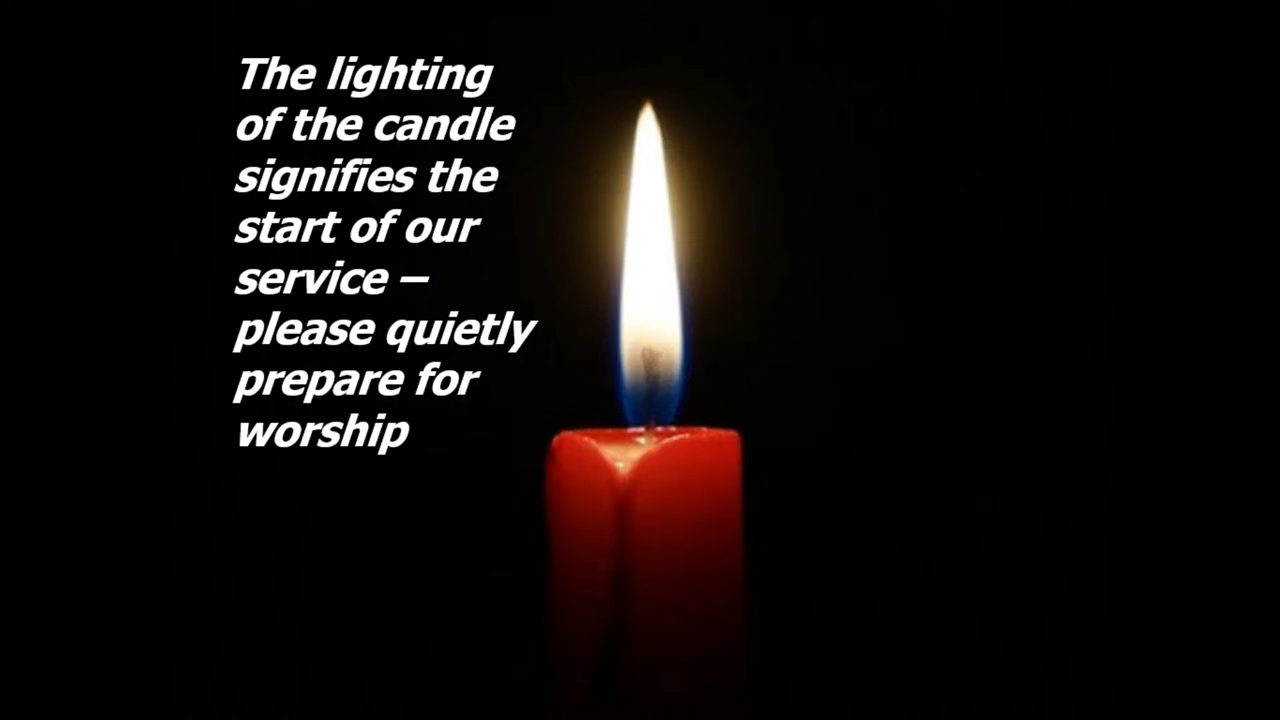 The lighting
of the candle
signifies the
start of our
service –
please quietly
prepare for
worship